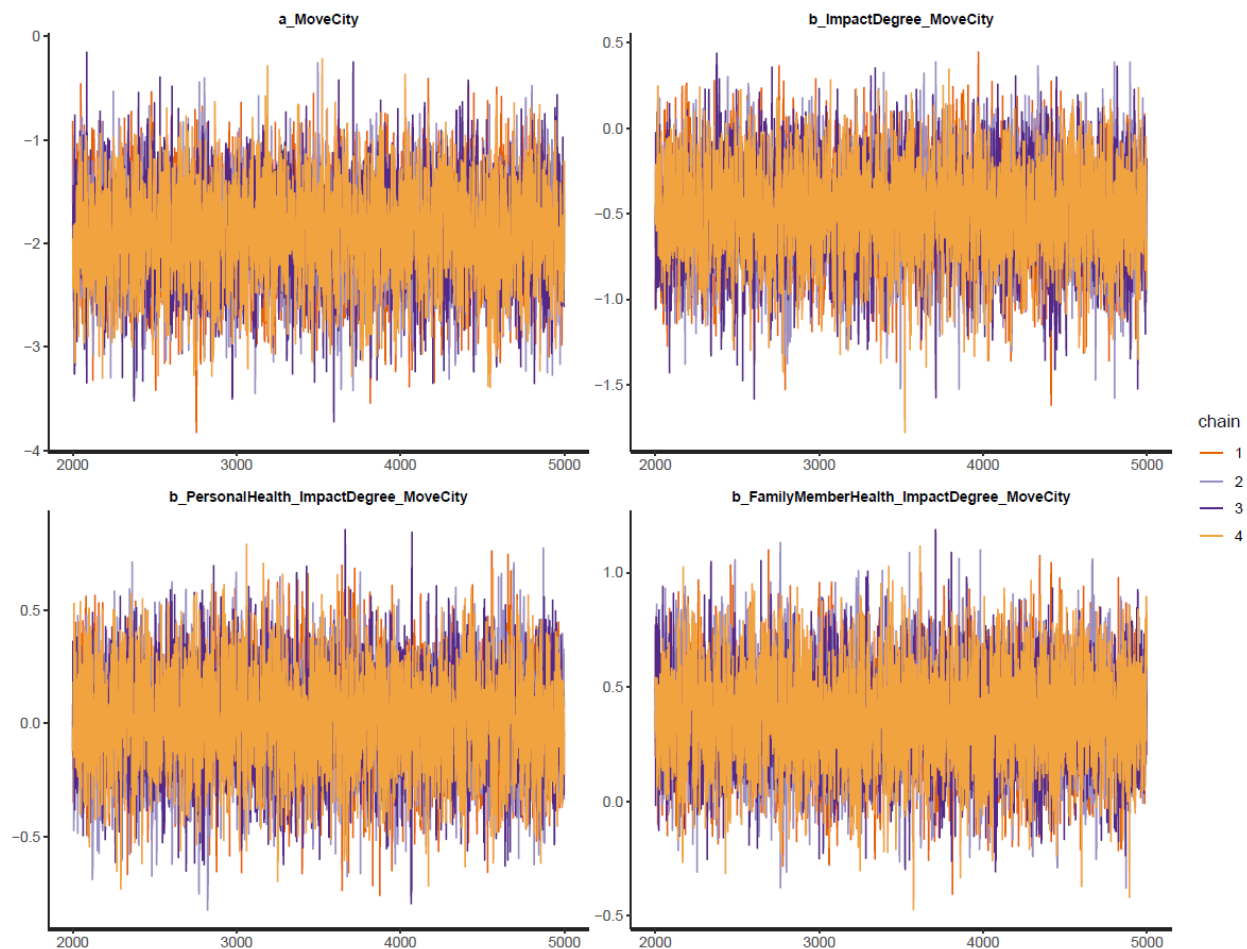 a_MoveCity
0
−1
−2
−3
−4
2000 3000 4000 5000
b_ImpactDegree_MoveCity
0.5
0.0
−0.5
−1.0
−1.5
2000 3000 4000 5000
b_PersonalHealth_ImpactDegree_MoveCity
0.5
0.0
−0.5
2000 3000 4000 5000
b_FamilyMemberHealth_ImpactDegree_MoveCity
1.0
0.5
0.0
−0.5
2000 3000 4000 5000
chain
1
2
3
4